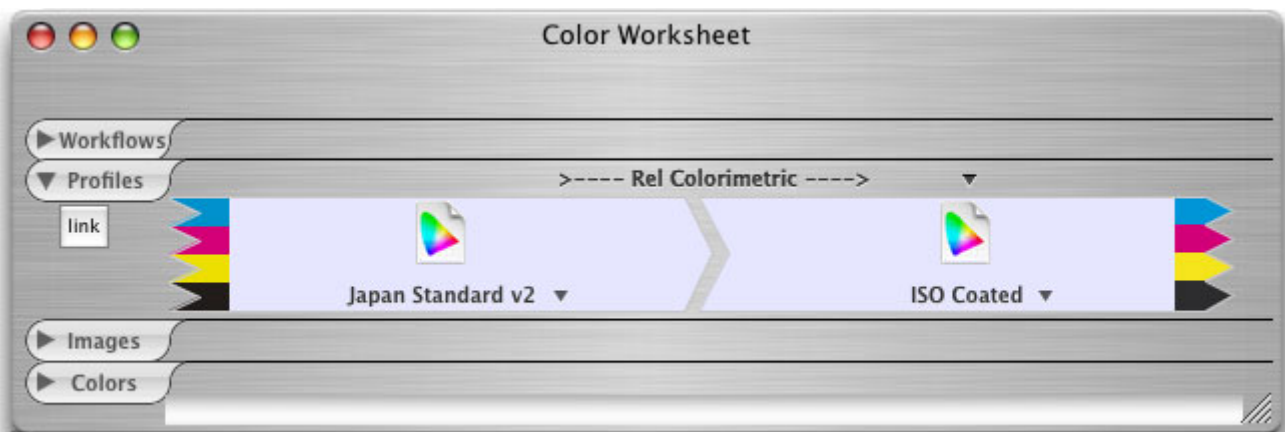 Color Worksheet
Workflows
Profiles
>---- Rel Colorimetric ---->
link
Japan Standard v2
ISO Coated
Images
Colors